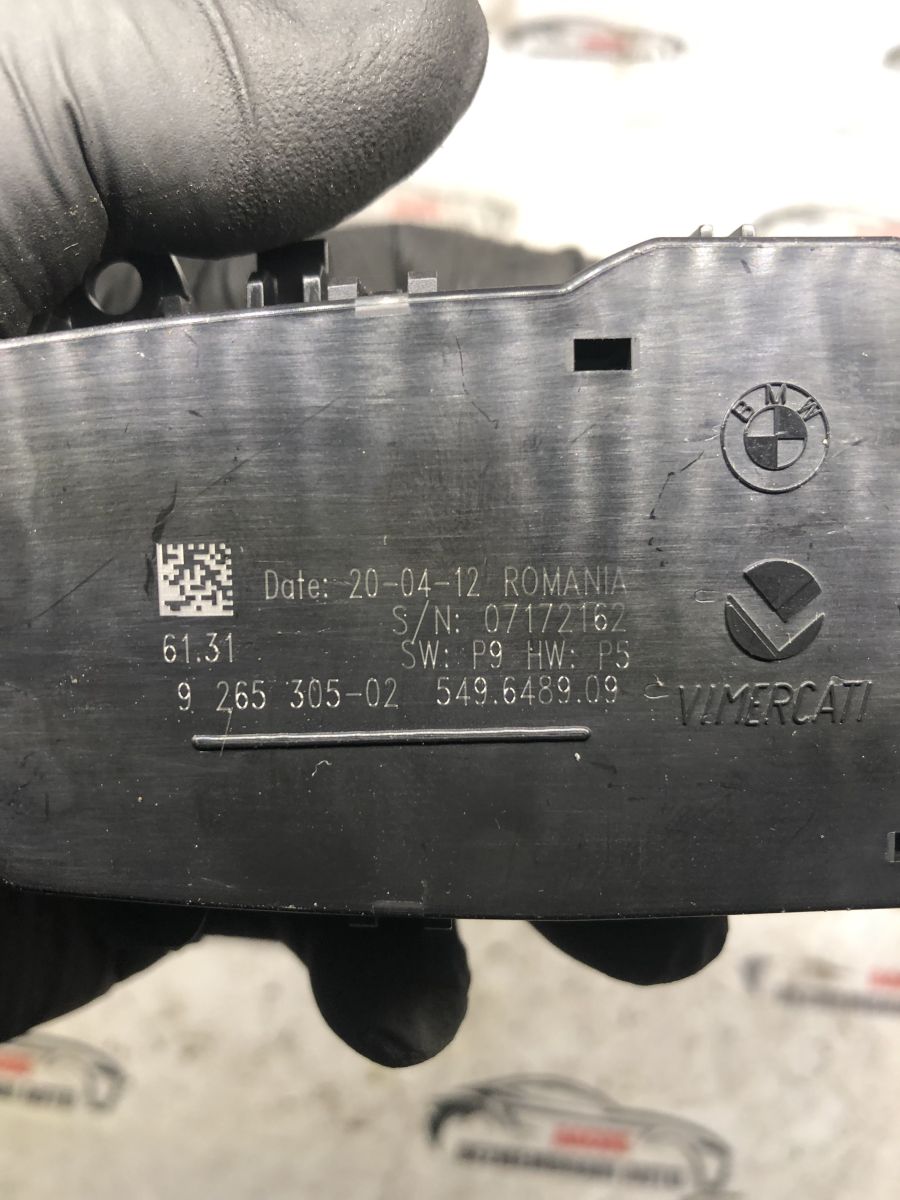 BMW
Date: 20-04-12 ROMANIA
S/N: 07172162
61.31
SW: P9 HW: P5
9 265 305-02 549.6489.09
VIMERCATI